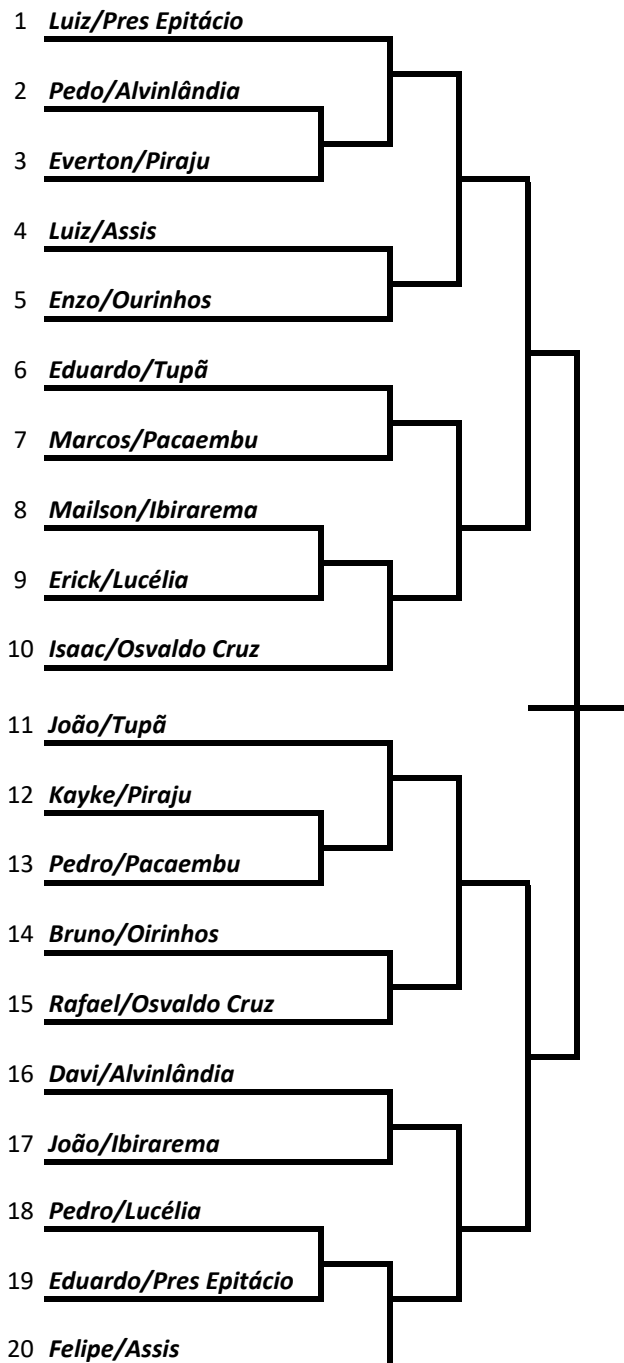 1 Luiz/Pres Epitácio
2 Pedo/Alvinlândia
3 Everton/Piraju
4 Luiz/Assis
5 Enzo/Ourinhos
6 Eduardo/Tupã
7 Marcos/Pacaembu
8 Mailson/Ibirarema
9 Erick/Lucélia
10 Isaac/Osvaldo Cruz
11 João/Tupã
12 Kayke/Piraju
13 Pedro/Pacaembu
14 Bruno/Oirinhos
15 Rafael/Osvaldo Cruz
16 Davi/Alvinlândia
17 João/Ibirarema
18 Pedro/Lucélia
19 Eduardo/Pres Epitácio
20 Felipe/Assis